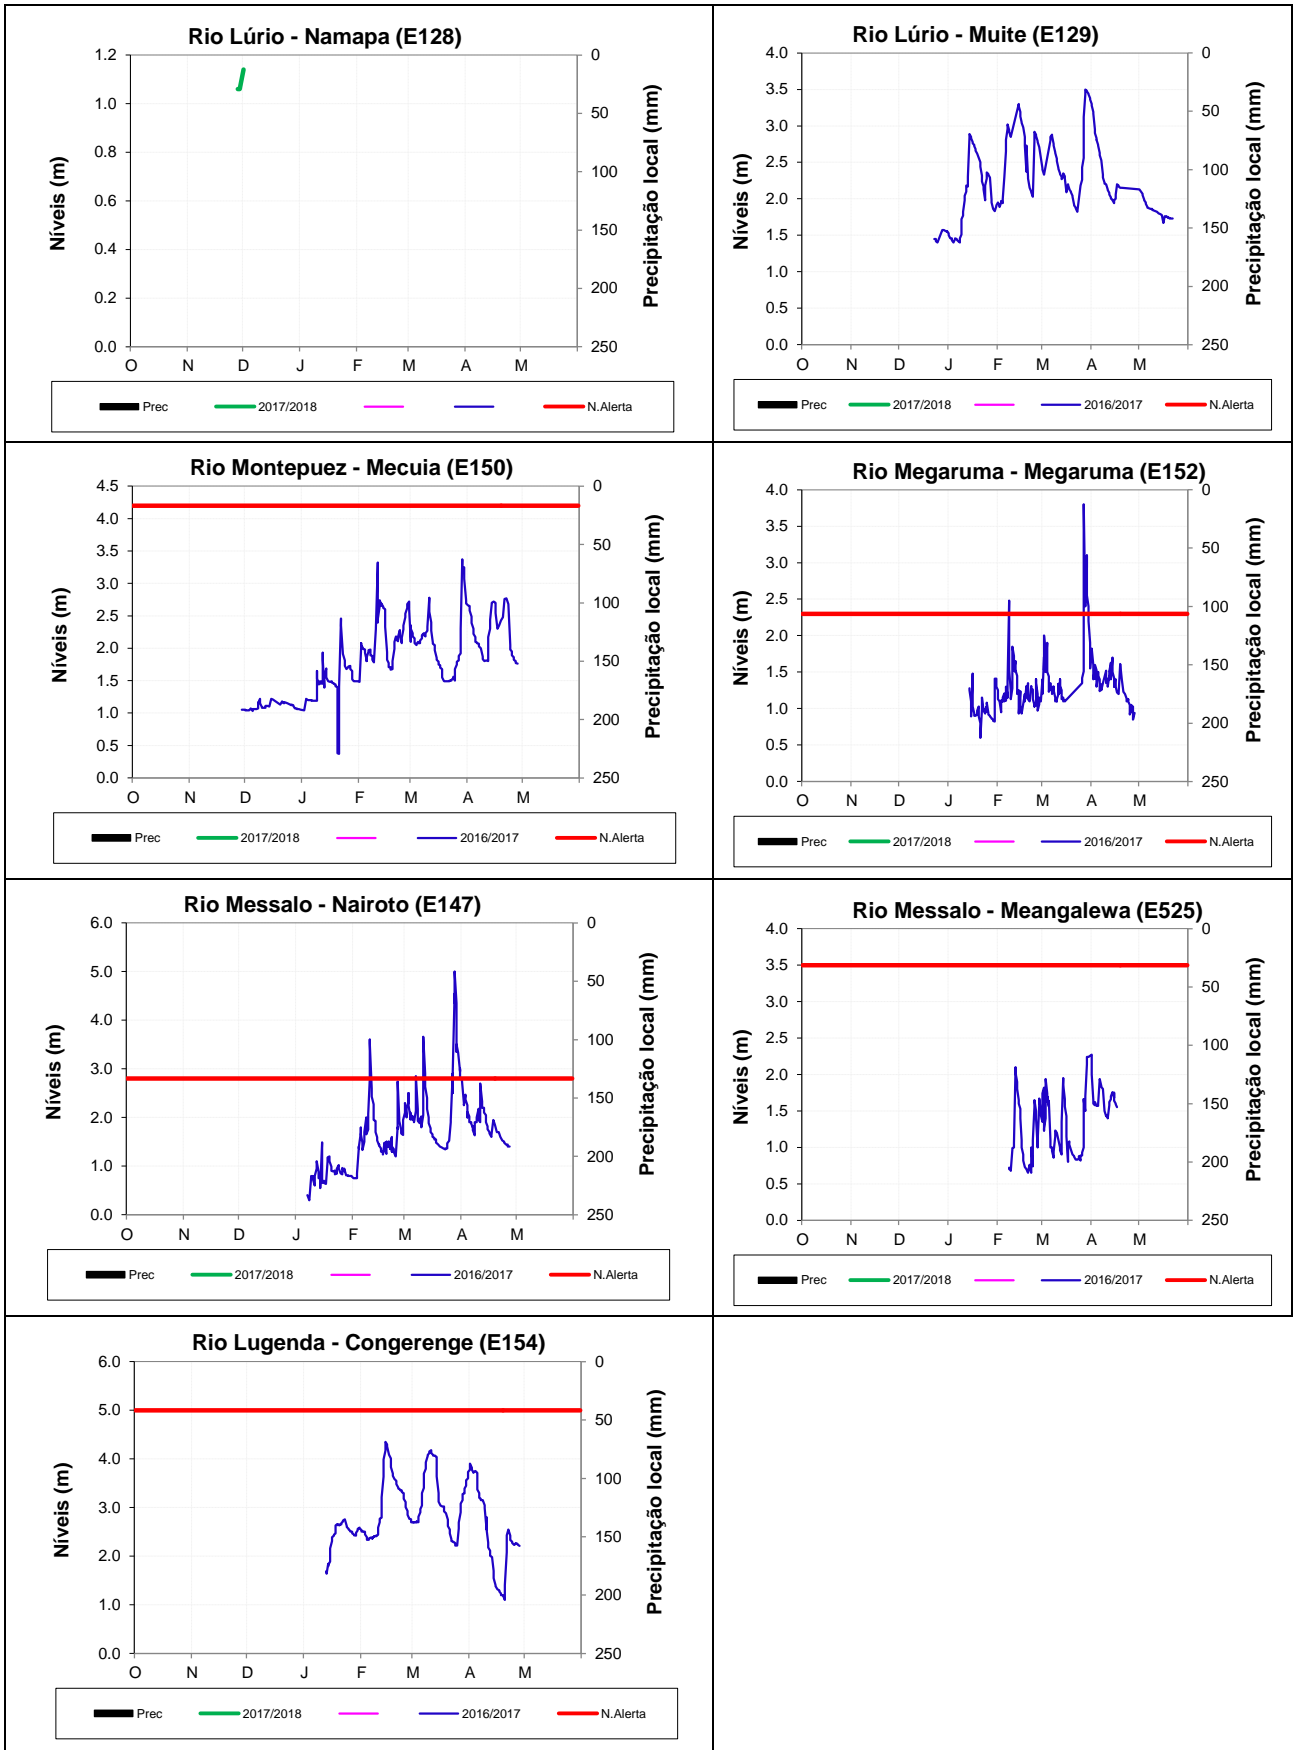 Rio Lúrio - Namapa (E128)
Níveis (m)
1.2
1.0
0.8
0.6
0.4
0.2
0.0
O N D J F M A M
0
50
100
150
200
250
Precipitação local (mm)
Prec 2017/2018 N.Alerta
Rio Lúrio - Muite (E129)
Níveis (m)
4.0
3.5
3.0
2.5
2.0
1.5
1.0
0.5
0.0
O N D J F M A M
0
50
100
150
200
250
Precipitação local (mm)
Prec 2017/2018 2016/2017 N.Alerta
Rio Montepuez - Mecuia (E150)
Níveis (m)
4.5
4.0
3.5
3.0
2.5
2.0
1.5
1.0
0.5
0.0
O N D J F M A M
0
50
100
150
200
250
Precipitação local (mm)
Prec 2017/2018 2016/2017 N.Alerta
Rio Megaruma - Megaruma (E152)
Níveis (m)
4.0
3.5
3.0
2.5
2.0
1.5
1.0
0.5
0.0
O N D J F M A M
0
50
100
150
200
250
Precipitação local (mm)
Prec 2017/2018 2016/2017 N.Alerta
Rio Messalo - Nairoto (E147)
Níveis (m)
6.0
5.0
4.0
3.0
2.0
1.0
0.0
O N D J F M A M
0
50
100
150
200
250
Precipitação local (mm)
Prec 2017/2018 2016/2017 N.Alerta
Rio Messalo - Meangalewa (E525)
Níveis (m)
4.0
3.5
3.0
2.5
2.0
1.5
1.0
0.5
0.0
O N D J F M A M
0
50
100
150
200
250
Precipitação local (mm)
Prec 2017/2018 2016/2017 N.Alerta
Rio Lugenda - Congerenge (E154)
Níveis (m)
6.0
5.0
4.0
3.0
2.0
1.0
0.0
O N D J F M A M
0
50
100
150
200
250
Precipitação local (mm)
Prec 2017/2018 2016/2017 N.Alerta